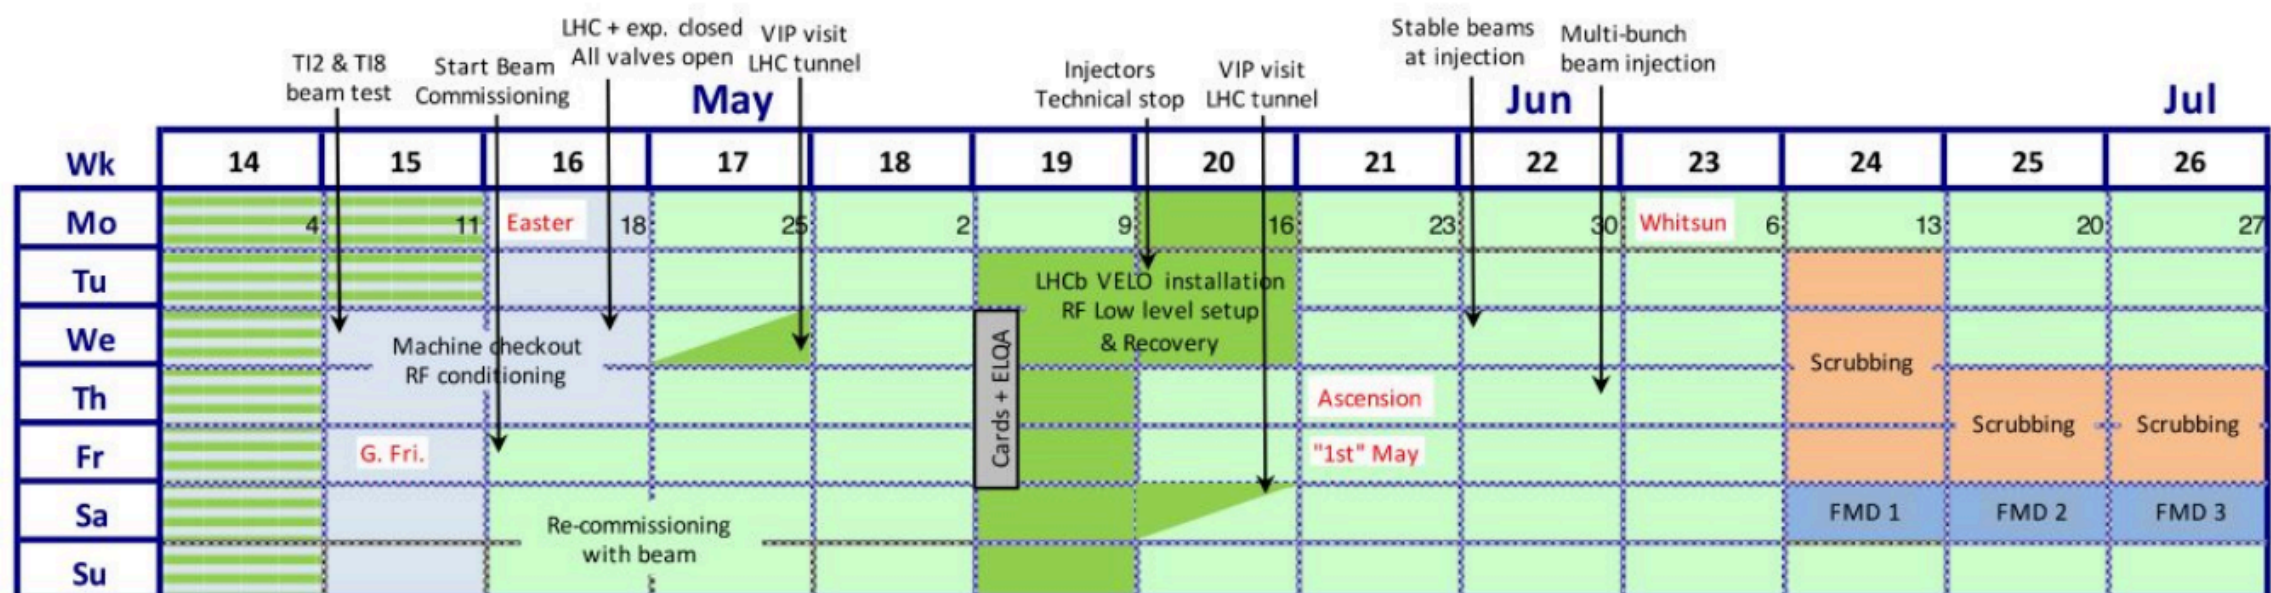 LHC + exp. closed
All valves open
VIP visit
LHC tunnel
Stable beams
at injection
Multi-bunch
beam injection
TI2 & TI8
beam test
Start Beam
Commissioning
Injectors
Technical stop
VIP visit
LHC tunnel
May
Jun
Jul
Wk 14 15 16 17 18 19 20 21 22 23 24 25 26
Mo 4 11 Easter 18 25 2 9 16 23 30 Whitsun 6 13 20 27
Tu
LHCb VELO installation
RF Low level setup
& Recovery
We
Machine checkout
RF conditioning
Cards + ELQA
Scrubbing
Th
Ascension
Scrubbing
Scrubbing
Fr
G. Fri.
"1st" May
Sa
Re-commissioning
with beam
FMD 1
FMD 2
FMD 3
Su